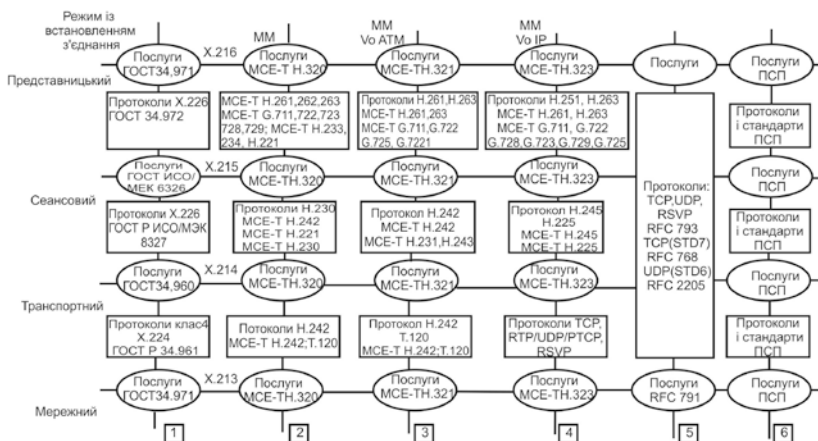 Режим із
встановленням
з'єднання
ММ
ММ
Vo ATM
ММ
Vo IP
Послуги
ГОСТ34,971
X.216
Послуги
МСЕ-Т Н.320
Послуги
МСЕ-ТН.321
Послуги
МСЕ-ТН.323
Послуги
Послуги
ПСП
Представницький
Протоколи X.226
ГОСТ 34.972
МСЕ-Т Н.261,262,263
МСЕ-Т G.711,722,723
728,729; МСЕ-Т Н.233,
234, Н.221
Протоколи Н.261,Н.263
МСЕ-Т Н.261,263
МСЕ-Т G.711,G.722
G.725, G.7221
Протоколи Н.251, Н.263
МСЕ-Т Н.261, Н.263
МСЕ-Т G.711, G.722
G.728,G.723,G.729,G.725
Протоколи
і стандарти
ПСП
Послуги
ГОСТ ИСО/
МЕК 6326
X.215
Послуги
МСЕ-ТН.320
Послуги
МСЕ-ТН.321
Послуги
МСЕ-ТН.323
Послуги
ПСП
Сеансовий
Протоколи X.226
ГОСТ Р ИСО/МЭК
8327
Протоколи Н.230
МСЕ-Т Н.242
МСЕ-Т Н.221
МСЕ-Т Н.230
Протокол Н.242
МСЕ-Т Н.242
МСЕ-Т Н.231,Н.243
Протокол Н.245
Н.225
МСЕ-Т Н.245
МСЕ-Т Н.225
Протоколи:
TCP,UDP,
RSVP
RFC 793
TCP(STD7)
RFC 768
UDP(STD6)
RFC 2205
Протоколи
і стандарти
ПСП
Послуги
ГОСТ34,960
X.214
Послуги
МСЕ-ТН.320
Послуги
МСЕ-ТН.321
Послуги
МСЕ-ТН.323
Послуги
ПСП
Транспортний
Протоколи клас4
X.224
ГОСТ Р 34.961
Потоколи Н.242
МСЕ-Т Н.242;Т.120
Протокол Н.242
Т.120
МСЕ-Т Н.242;Т.120
Протоколи TCP,
RTP/UDP/PTCP,
RSVP
Протоколи
і стандарти
ПСП
Послуги
ГОСТ34.971
X.213
Послуги
МСЕ-ТН.320
Послуги
МСЕ-ТН.321
Послуги
МСЕ-ТН.323
Послуги
RFC 791
Послуги
ПСП
Мережний
1
2
3
4
5
6